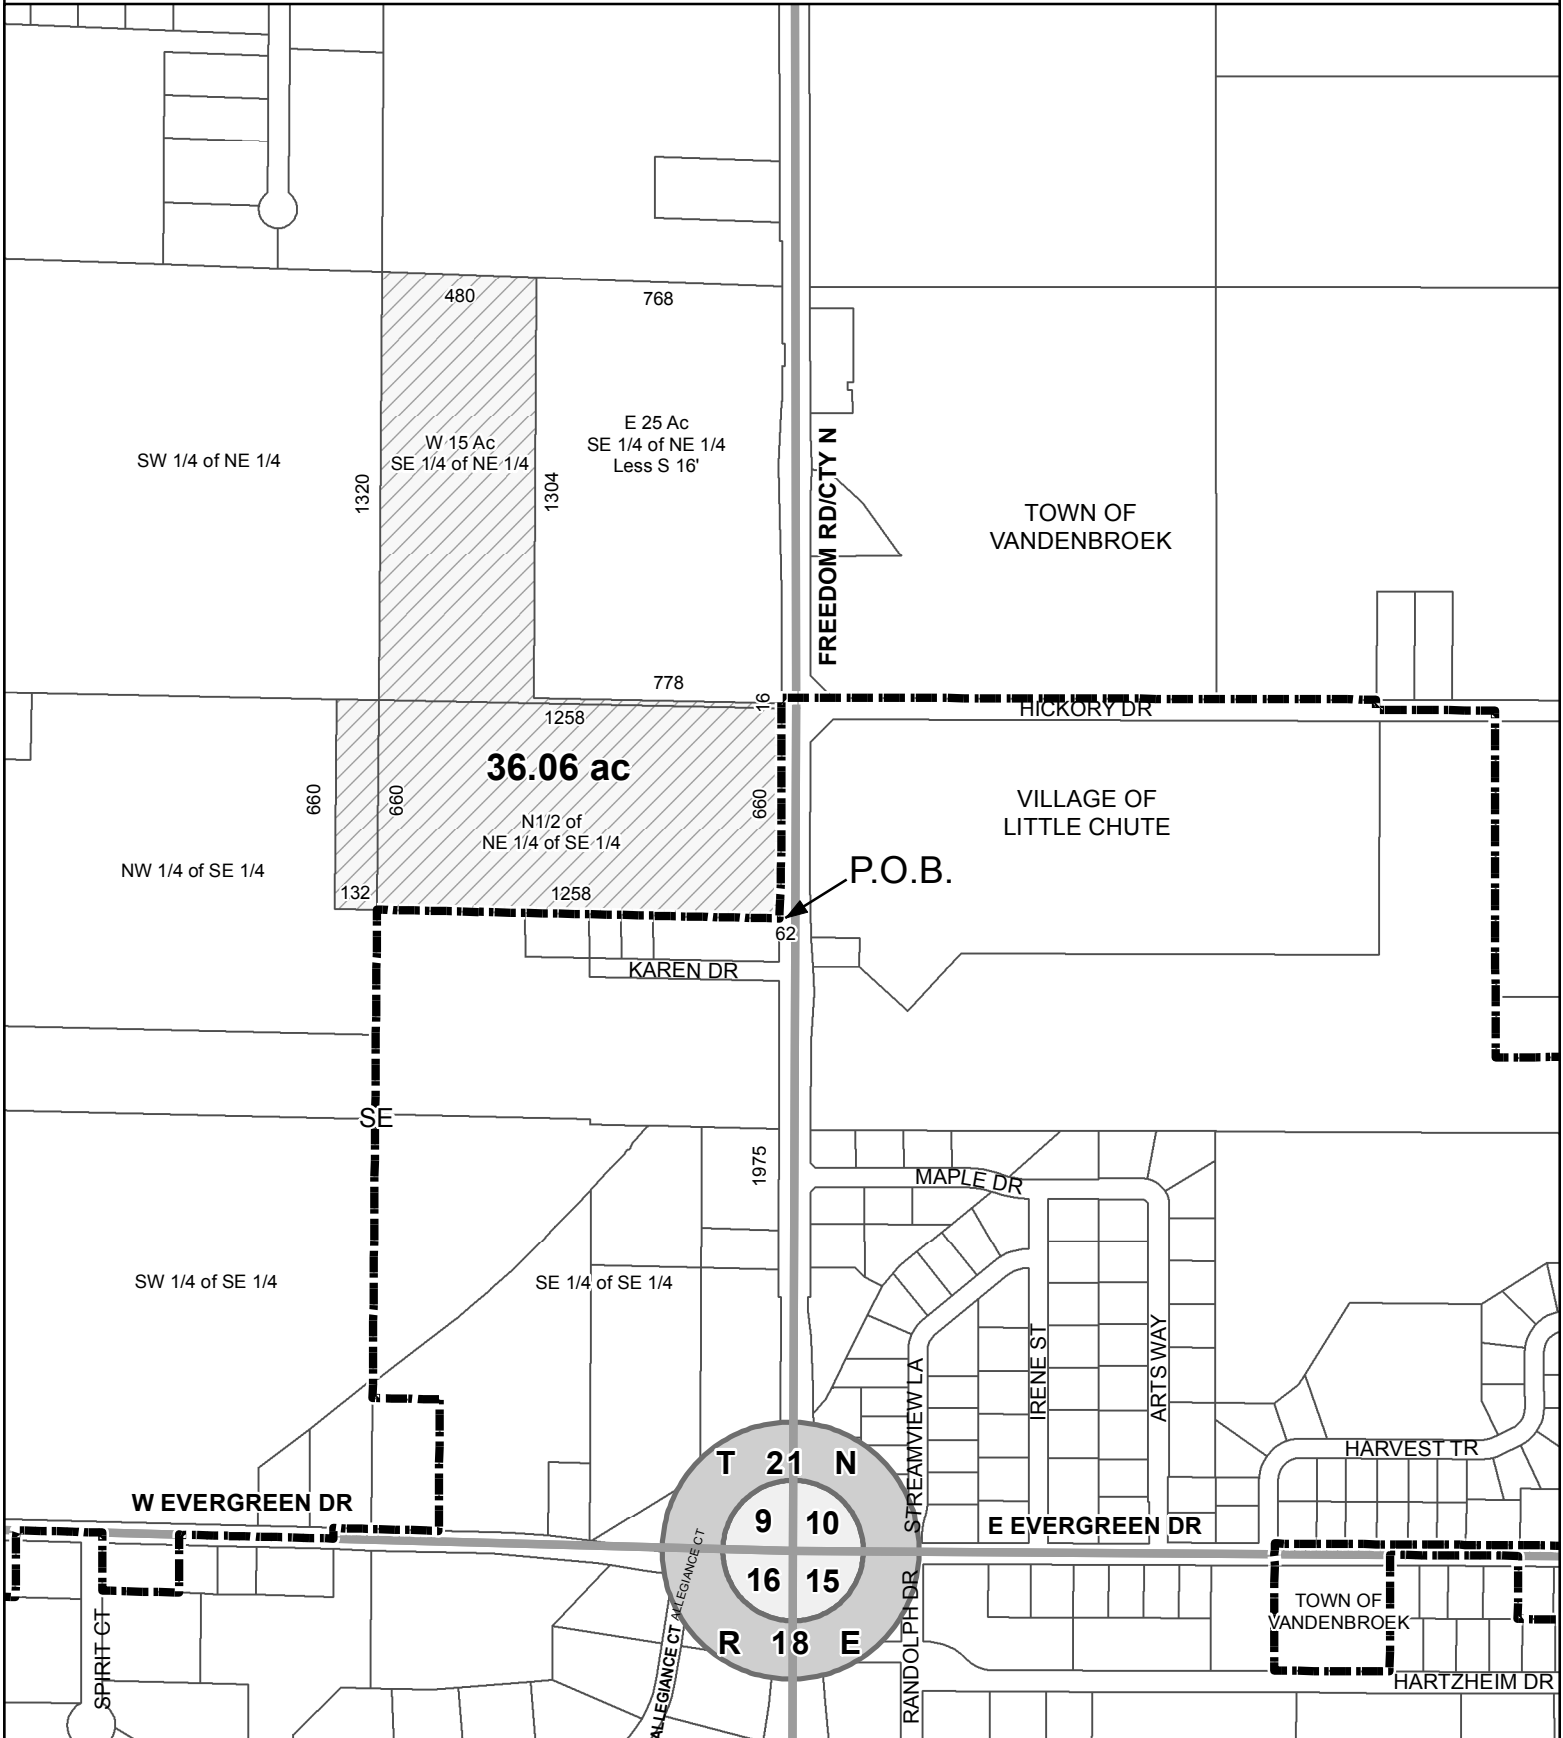 480
768
E 25 Ac
SE 1/4 of NE 1/4
Less S 16'
W 15 Ac
SE 1/4 of NE 1/4
SW 1/4 of NE 1/4
1320
1304
FREEDOM RD/CTY N
TOWN OF
VANDENBROEK
778
16
HICKORY DR
1258
36.06 ac
660
660
660
N1/2 of
NE 1/4 of SE 1/4
VILLAGE OF
LITTLE CHUTE
NW 1/4 of SE 1/4
P.O.B.
132
1258
62
KAREN DR
SE
1975
MAPLE DR
SW 1/4 of SE 1/4
SE 1/4 of SE 1/4
STREAMVIEW LA
IRENE ST
ARTS WAY
HARVEST TR
T 21 N
W EVERGREEN DR
9 10
E EVERGREEN DR
16 15
R 18 E
ALLEGIANCE CT
ALLEGIANCE CT
RANDOLPH DR
SPIRIT CT
TOWN OF
VANDENBROEK
HARTZHEIM DR